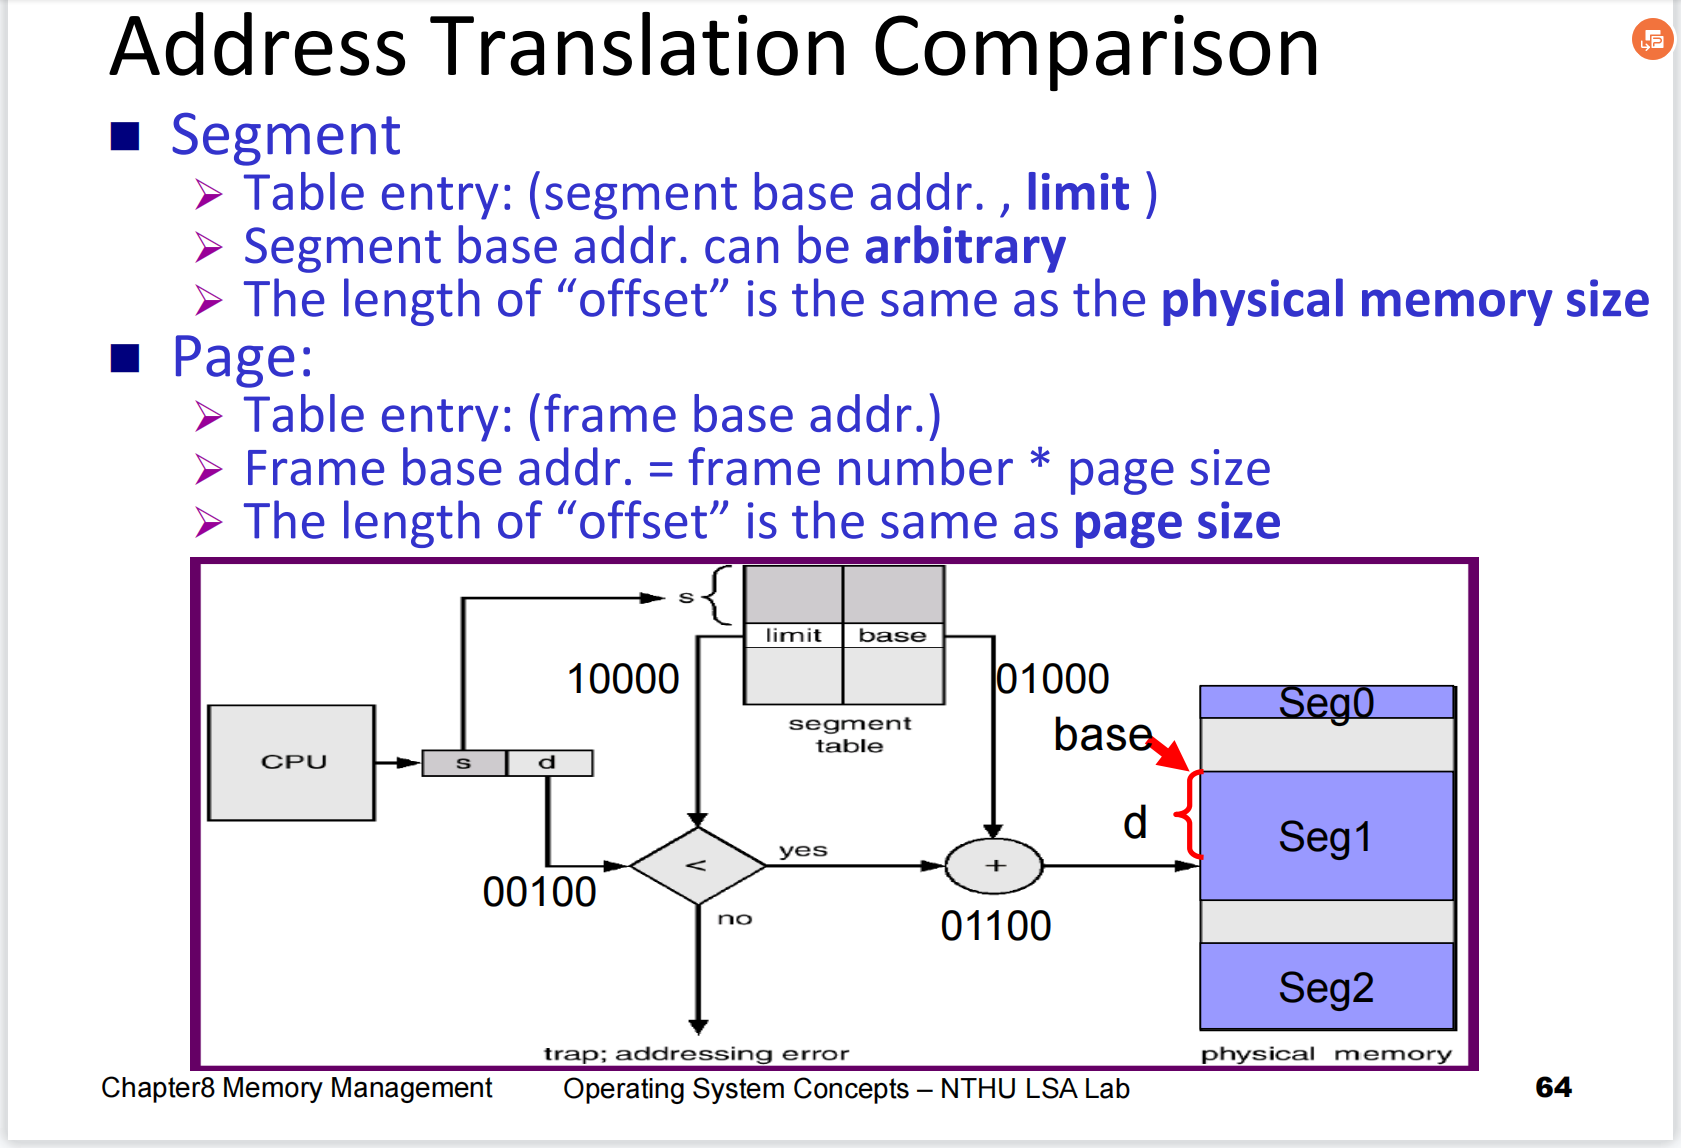 Address Translation Comparison
Segment
Table entry: (segment base addr. , limit )
Segment base addr. can be arbitrary
The length of “offset” is the same as the physical memory size
Page:
Table entry: (frame base addr.)
Frame base addr. = frame number * page size
The length of “offset” is the same as page size
s
limit base
10000
01000
segment
table
base
Seg0
CPU
s d
d
Seg1
yes
<
+
00100
no
01100
Seg2
trap; addressing error
physical memory
Chapter8 Memory Management
Operating System Concepts – NTHU LSA Lab
64